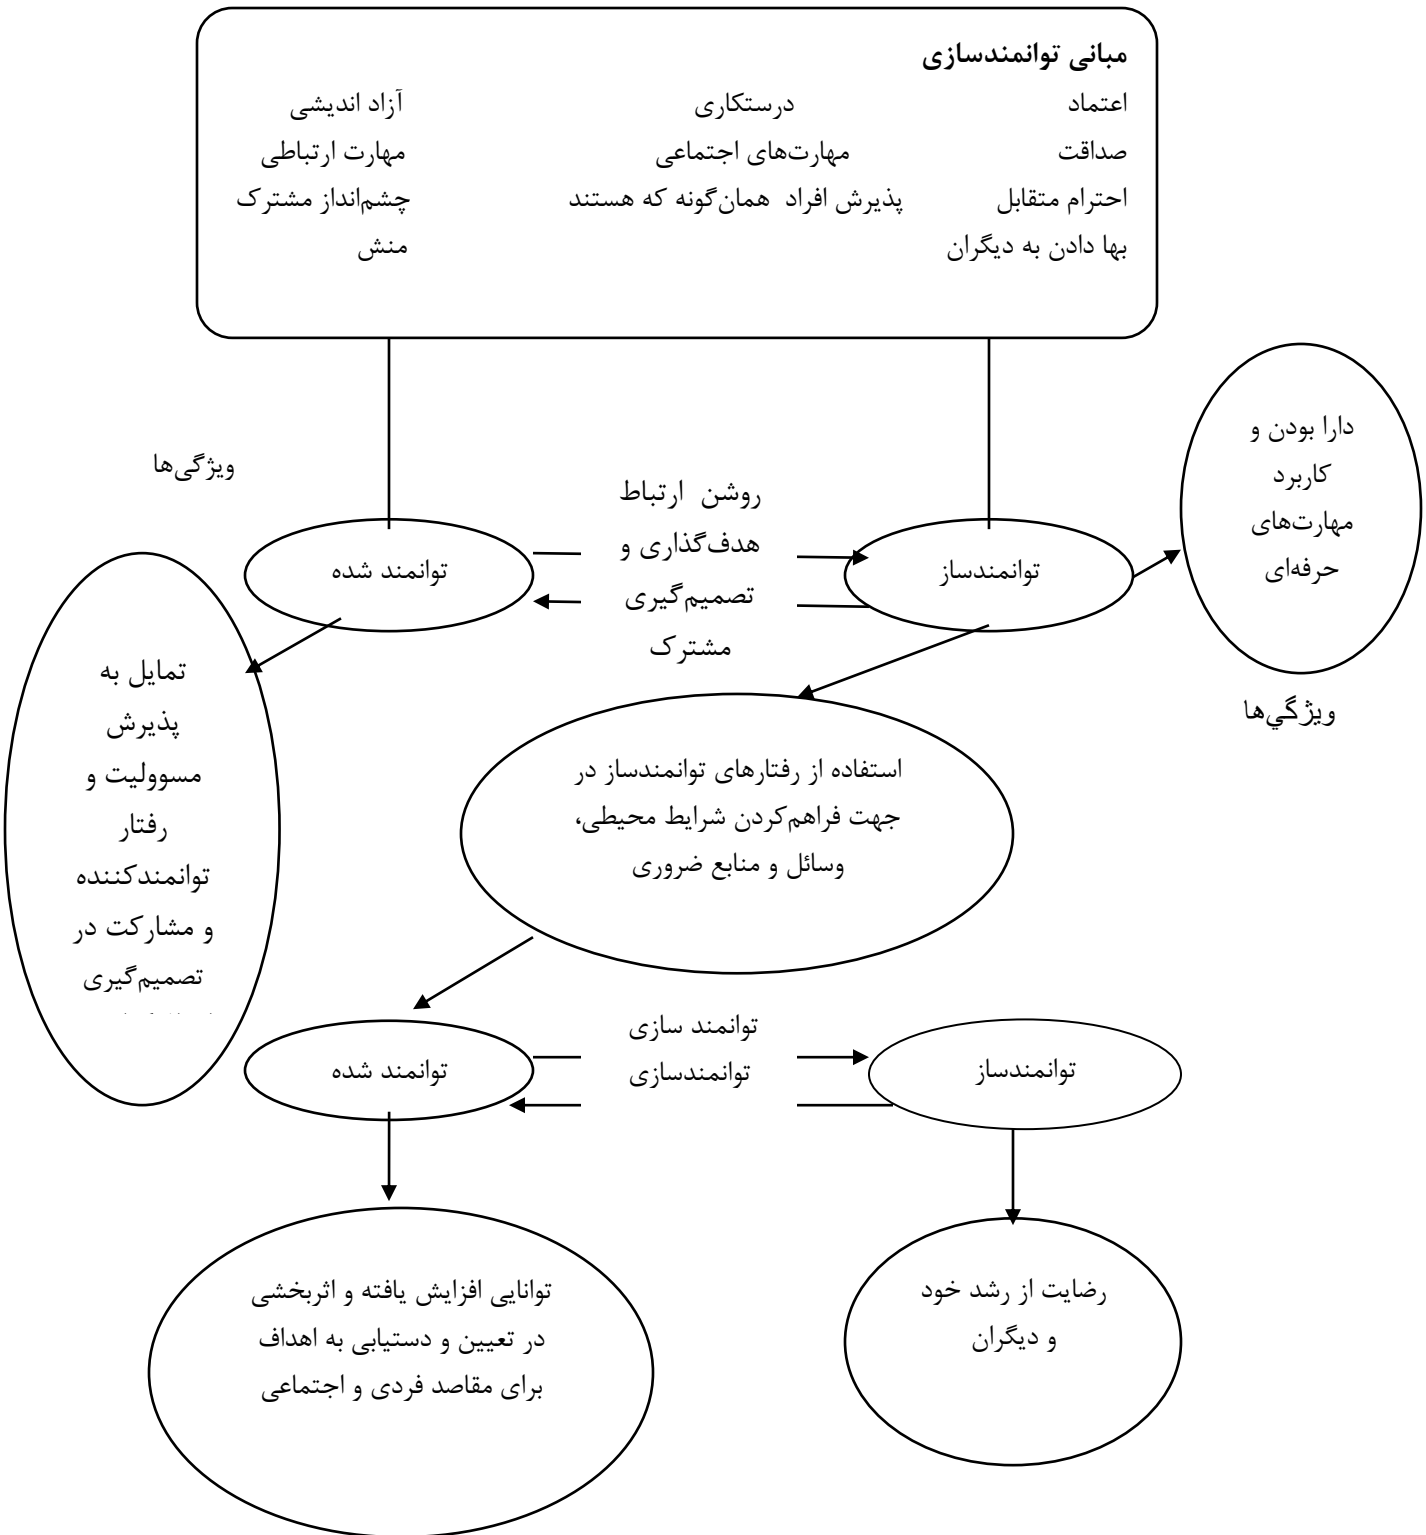 مبانی توانمندسازی
اعتماد درستکاری آزاد اندیشی
صداقت مهارت‌های اجتماعی مهارت ارتباطی
احترام متقابل پذیرش افراد همان‌گونه که هستند چشم‌انداز مشترک
بها دادن به دیگران منش
دارا بودن و
کاربرد
مهارت‌های
حرفه‌ای
ویژگي‌ها
ویژگی‌ها
روشن ارتباط
هدف‌گذاری و
تصمیم‌گیری
مشترک
توانمندساز
توانمند شده
تمایل به
پذیرش
مسوولیت و
رفتار
توانمندکننده
و مشارکت در
تصمیم‌گیری
استفاده از رفتارهای توانمندساز در
جهت فراهم‌کردن شرایط محیطی،
وسائل و منابع ضروری
توانمندساز
توانمند سازی
توانمندسازی
توانمند شده
رضایت از رشد خود
و دیگران
توانایی افزایش یافته و اثربخشی
در تعیین و دستیابی به اهداف
برای مقاصد فردی و اجتماعی